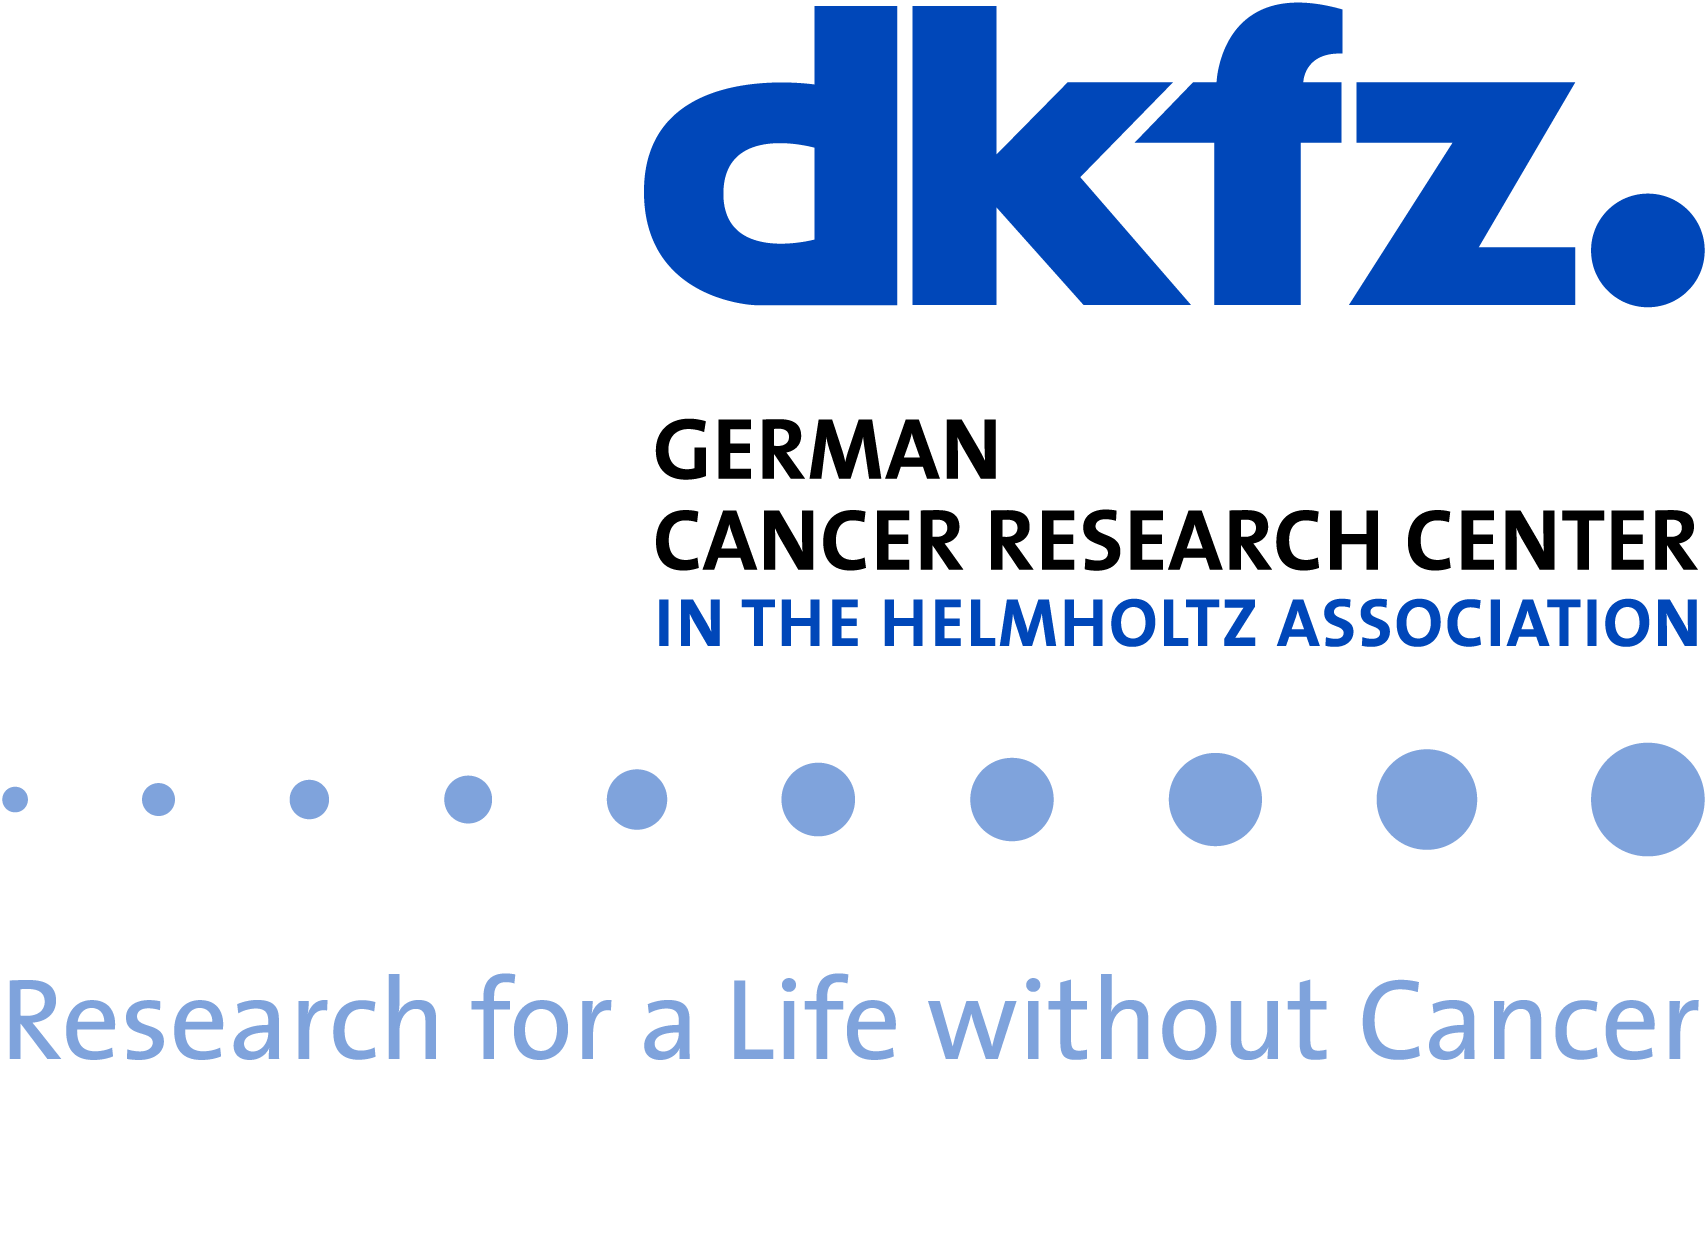 dkfz.
GERMAN
CANCER RESEARCH CENTER
IN THE HELMHOLTZ ASSOCIATION
Research for a Life without Cancer